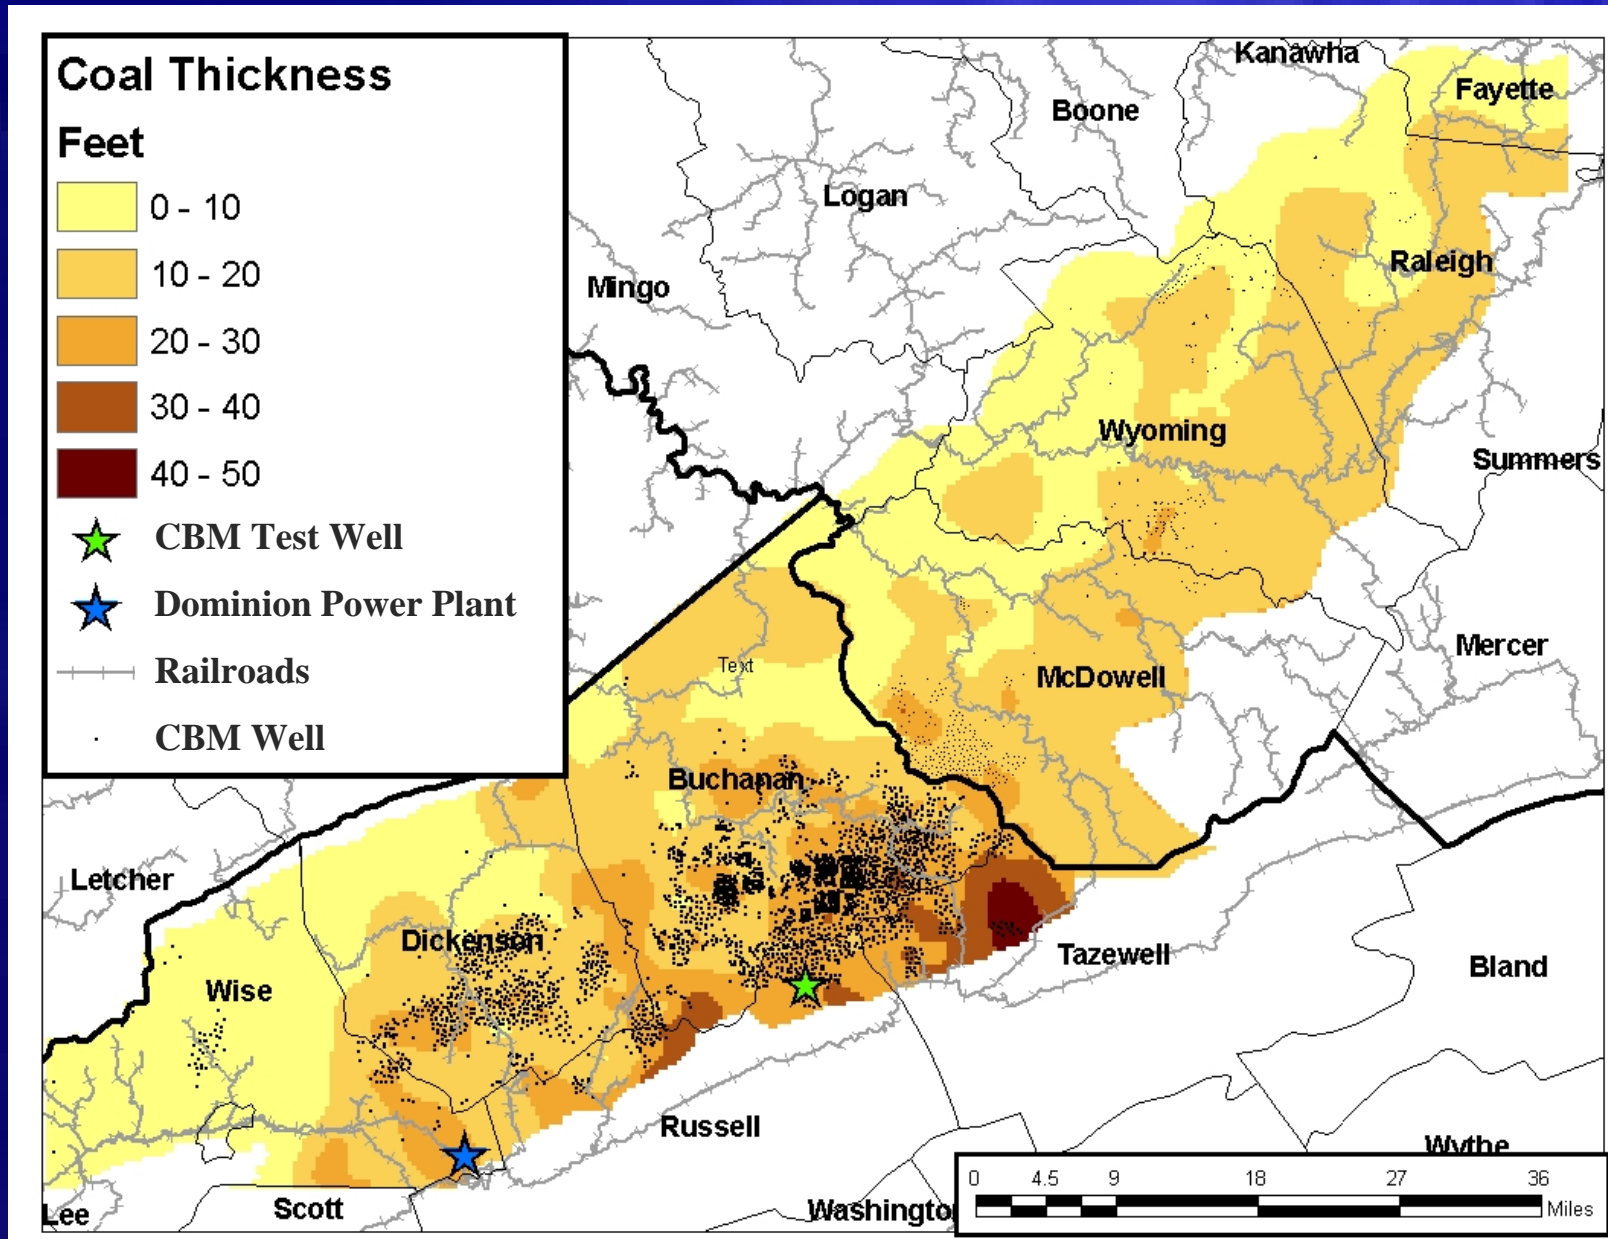 Coal Thickness
Feet
0 - 10
10 - 20
20 - 30
30 - 40
40 - 50
CBM Test Well
Dominion Power Plant
Railroads
CBM Well
Kanawha
Fayette
Boone
Logan
Raleigh
Mingo
Wyoming
Summers
Mercer
Text
McDowell
Buchanan
Letcher
Dickenson
Tazewell
Bland
Wise
Russell
Wythe
Scott
Washingto
Lee
0 4.5 9 18 27 36
Miles